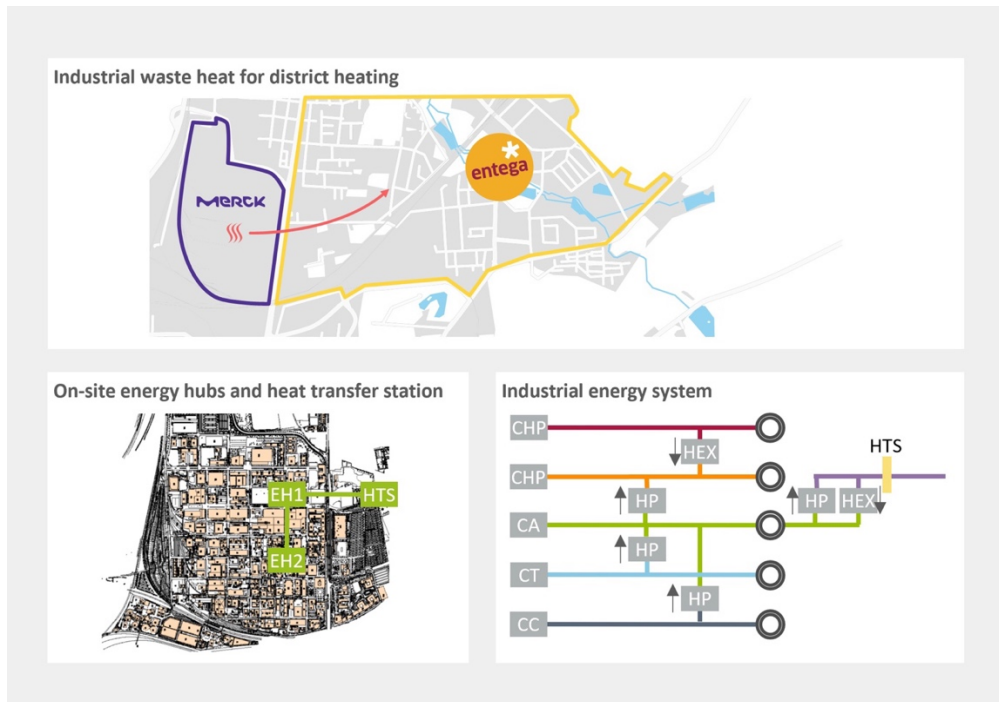 Industrial waste heat for district heating
MERCK
entega
On-site energy hubs and heat transfer station
EH1
HTS
EH2
Industrial energy system
CHP
HEX
HTS
CHP
HP
HP
HEX
CA
HP
CT
HP
CC